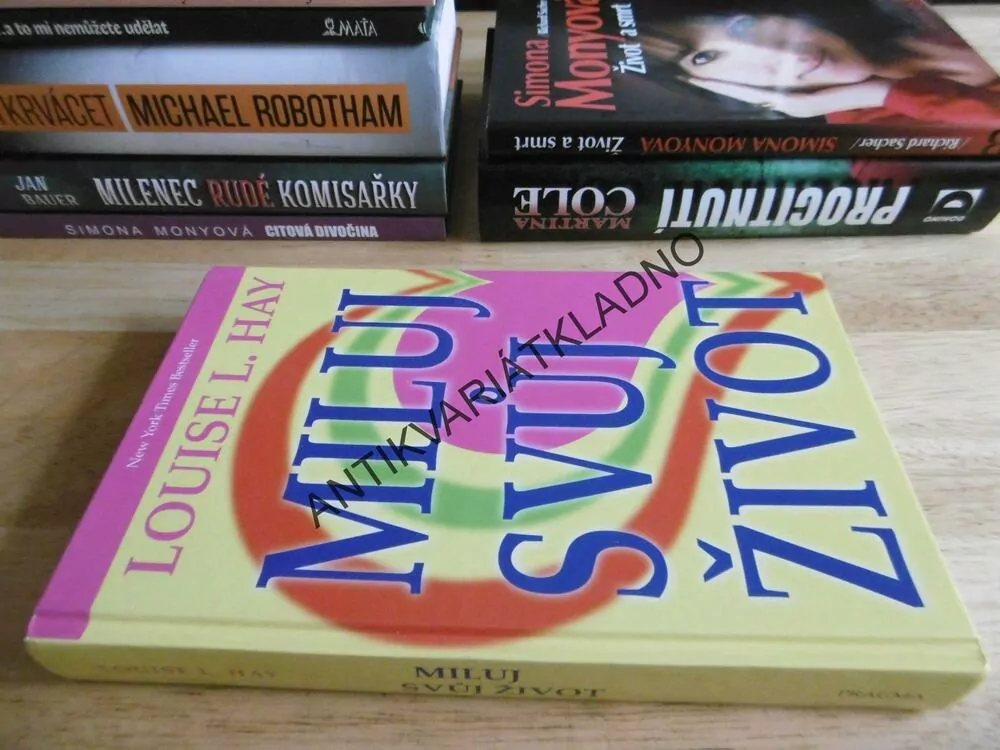 ...a to mi nemůžete udělat MAŤA
KRVÁCET MICHAEL ROBOTHAM
JAN BAUER MILENEC RUDÉ KOMISAŘKY
SIMONA MONYOVÁ CITOVÁ DIVOČINA
Simona
Monyová
Život a smrt
/Richard Sacher/ SIMONA MONYOVÁ Život a smrt
MARTINA COLE PROCITNUTÍ DOMINO
New York Times Bestseller
LOUISE L. HAY
MILUJ
SVŮJ
ŽIVOT
ANTIKVARIÁTKLADNO
LOUISE L. HAY
MILUJ
SVŮJ ŽIVOT
PRAGMA